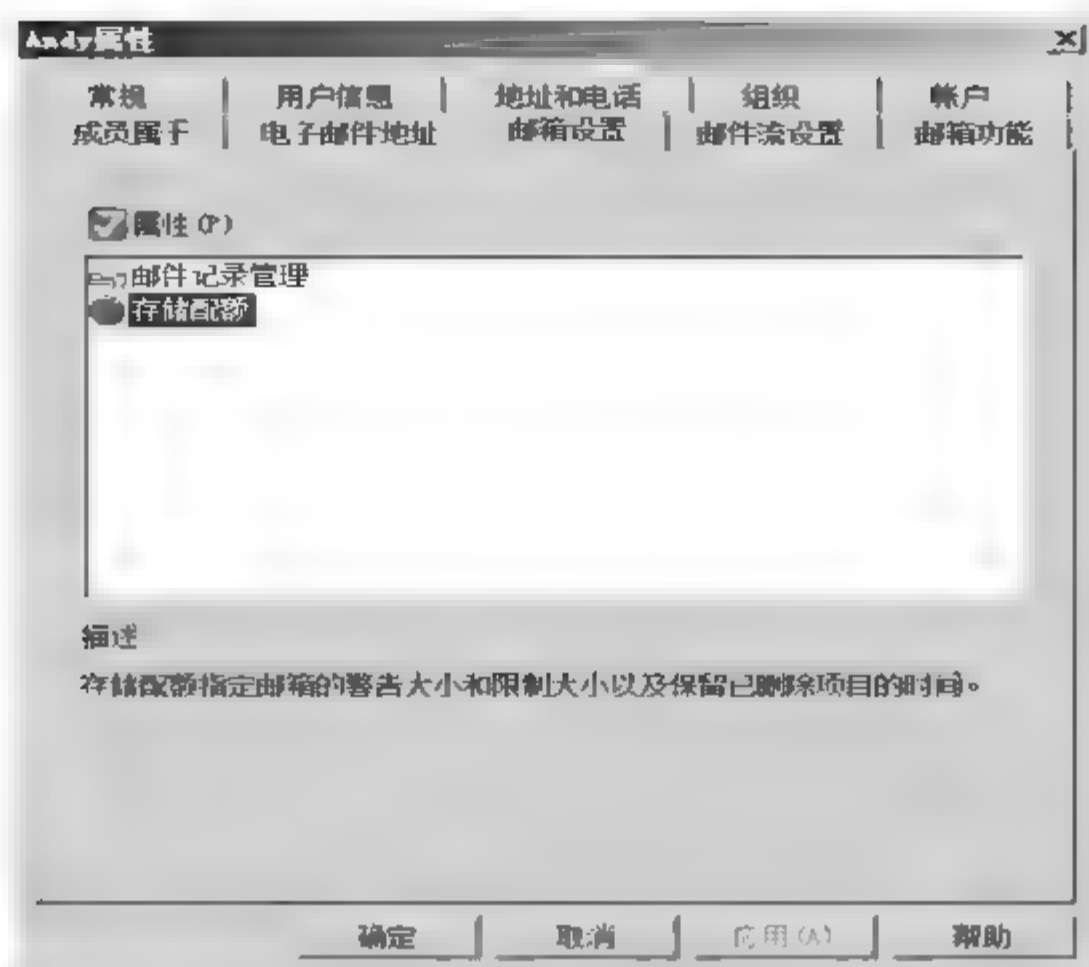 Andy属性
常规 用户信息 地址和电话 组织 帐户
成员属于 电子邮件地址 邮箱设置 邮件流设置 邮箱功能
属性(P)
邮件记录管理
存储配额
描述
存储配额指定邮箱的警告大小和限制大小以及保留已删除项目的时间。
确定 取消 应用(A) 帮助